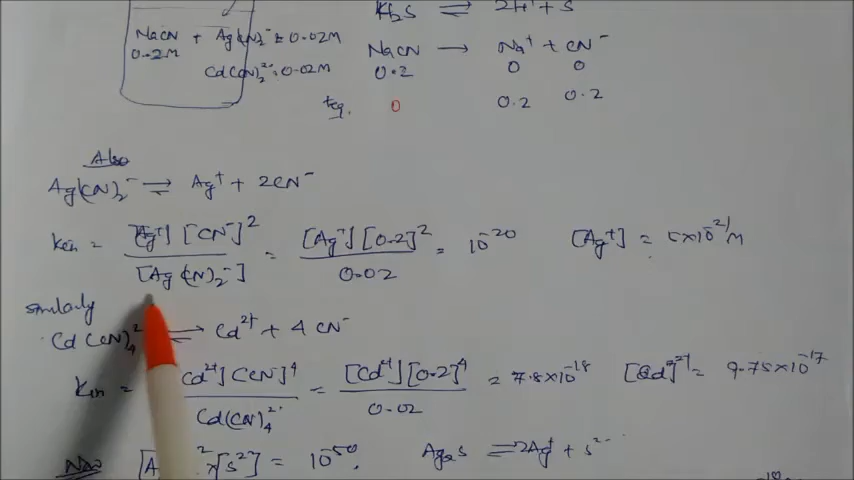 K₂S ⇌ 2H⁺ + S
NaCN + Ag(CN)₂⁻ = 0.02M
0.2M
Cd(CN)₄²⁻ : 0.02M
NaCN → Na⁺ + CN⁻
0.2 0 0
teq. 0 0.2 0.2
Also
Ag(CN)₂⁻ ⇌ Ag⁺ + 2CN⁻
= [Ag⁺] [CN⁻]² / [Ag(CN)₂⁻] = [Ag⁺] [0.2]² / 0.02 = 10⁻²⁰ [Ag⁺] = 5×10⁻²¹ M
similarly
Cd(CN)₄²⁻ ⇌ Cd²⁺ + 4CN⁻
= Cd²⁺] [CN⁻]⁴ / Cd(CN)₄²⁻ = [Cd²⁺] [0.2]⁴ / 0.02 = 7.8×10⁻¹⁸ [Cd²⁺] = 9.75×10⁻¹⁷
Now [A ² × [S²⁻] = 10⁻⁵⁰. Ag₂S ⇌ 2Ag⁺ + S²⁻